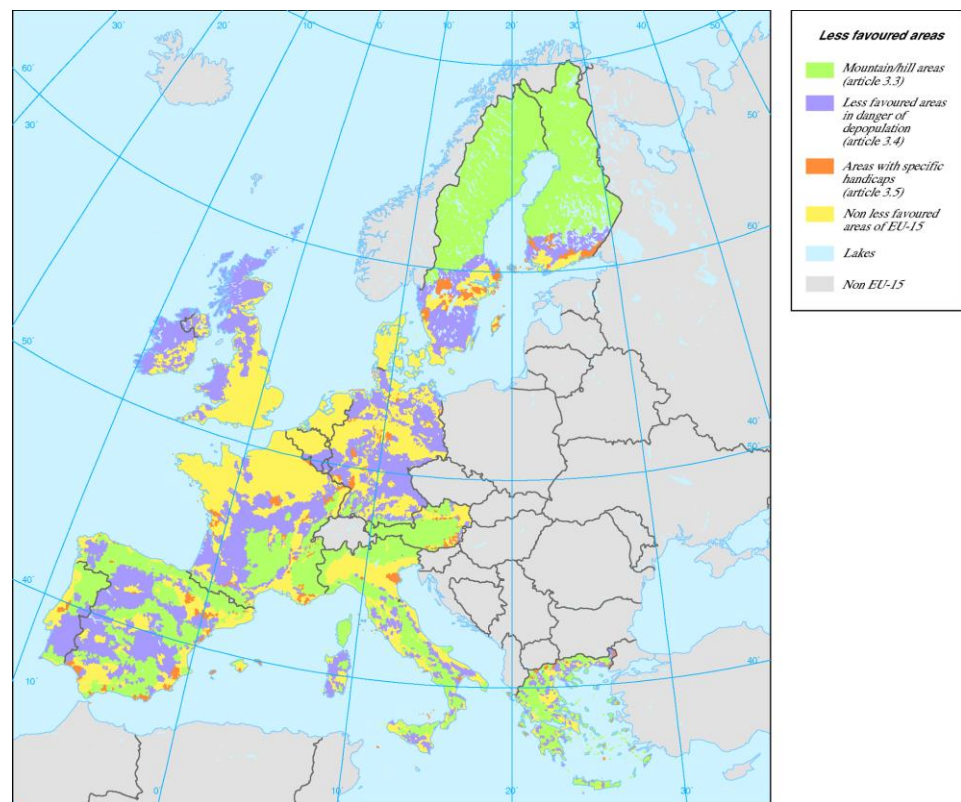 30°
20°
10°
0°
10°
20°
30°
40°
50°
60°
60°
30°
50°
50°
60°
40°
50°
40°
40°
10°
0°
10°
20°
30°
Less favoured areas
Mountain/hill areas
(article 3.3)
Less favoured areas
in danger of
depopulation
(article 3.4)
Areas with specific
handicaps
(article 3.5)
Non less favoured
areas of EU-15
Lakes
Non EU-15